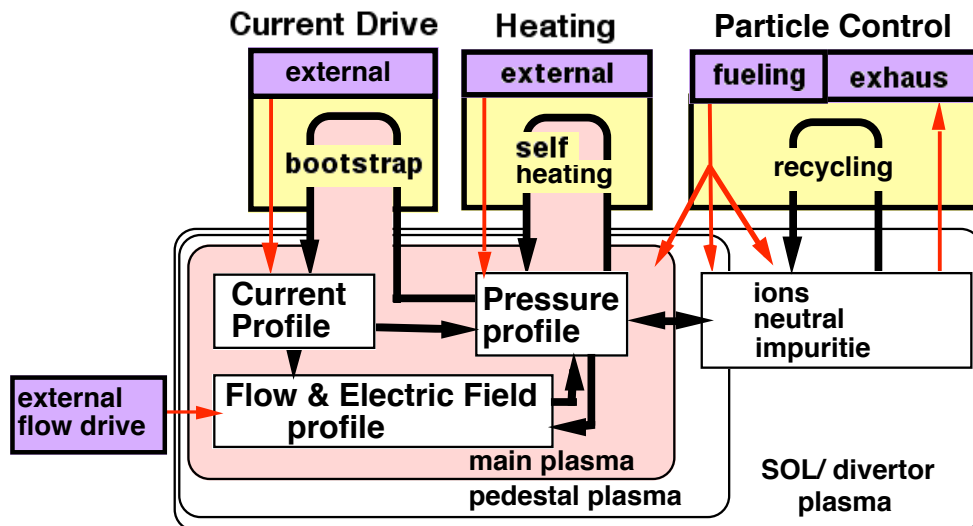 Current Drive
Heating
Particle Control
external
external
fueling
exhaus
bootstrap
self
heating
recycling
Current
Profile
Pressure
profile
ions
neutral
impuritie
external
flow drive
Flow & Electric Field
profile
main plasma
pedestal plasma
SOL/ divertor
plasma